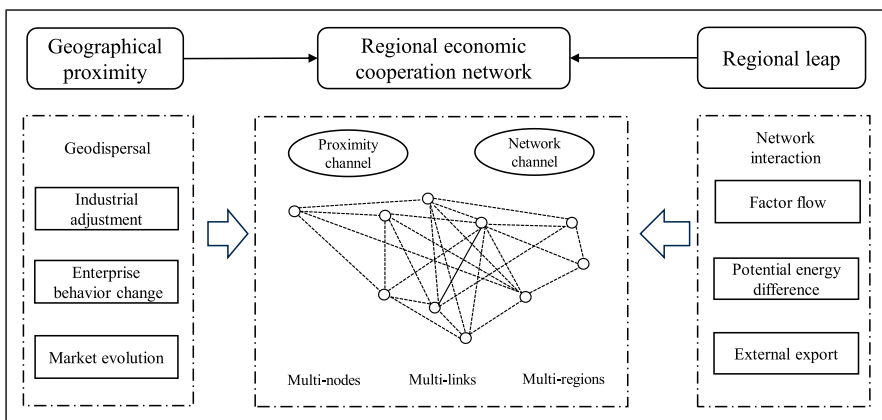 Geographical
proximity
Regional economic
cooperation network
Regional leap
Geodispersal
Industrial
adjustment
Enterprise
behavior change
Market evolution
Proximity
channel
Network
channel
Multi-nodes
Multi-links
Multi-regions
Network
interaction
Factor flow
Potential energy
difference
External export